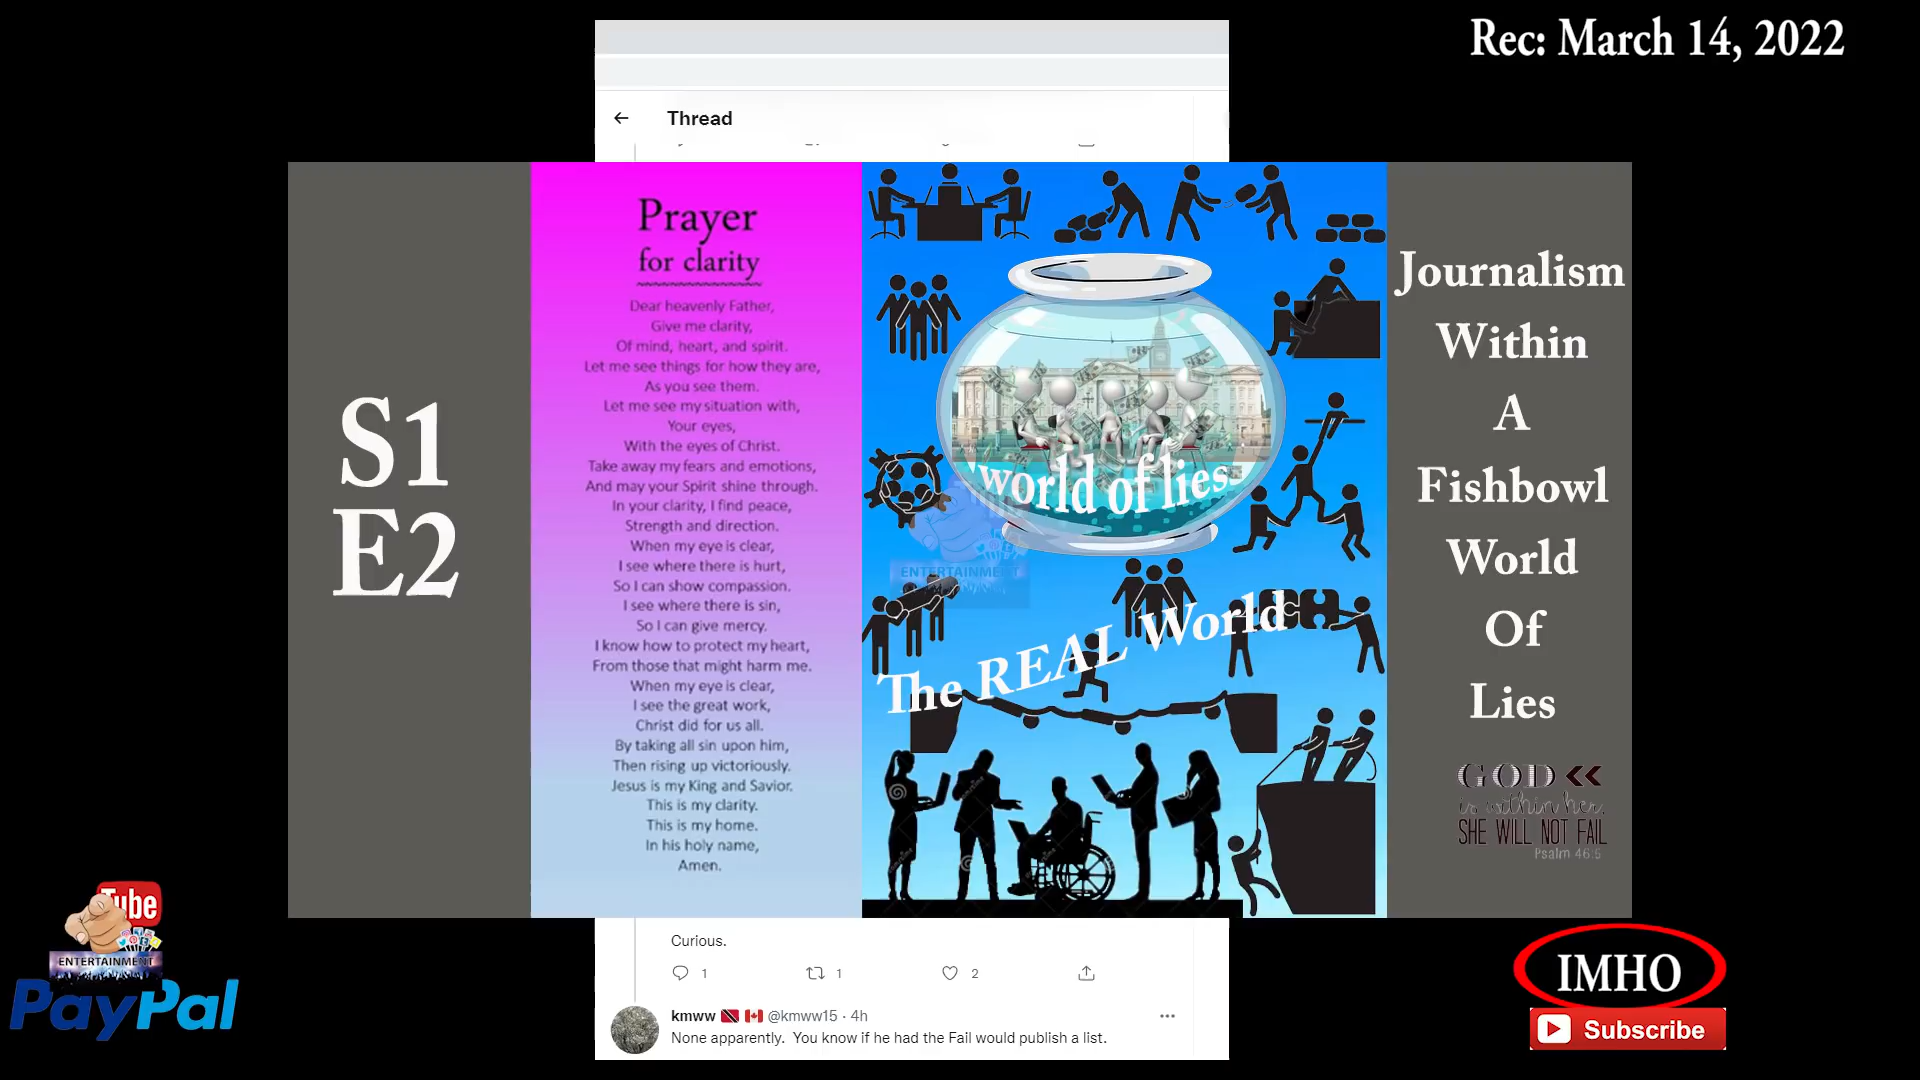 Rec: March 14, 2022
Thread
S1
E2
Prayer
for clarity
Dear heavenly Father,
Give me clarity,
Of mind, heart, and spirit.
Let me see things for how they are,
As you see them.
Let me see my situation with,
Your eyes,
With the eyes of Christ.
Take away my fears and emotions,
And may your Spirit shine through.
In your clarity, I find peace,
Strength and direction.
When my eye is clear,
I see where there is hurt,
So I can show compassion.
I see where there is sin,
So I can give mercy.
I know how to protect my heart,
From those that might harm me.
When my eye is clear,
I see the great work,
Christ did for us all.
By taking all sin upon him,
Then rising up victoriously.
Jesus is my King and Savior.
This is my clarity.
This is my home.
In his holy name,
Amen.
world of lies
ENTERTAINMENT
The REAL World
Journalism
Within
A
Fishbowl
World
Of
Lies
GOD <<
is within her,
SHE WILL NOT FAIL
Psalm 46:5
Curious.
1 1 2
kmww @kmww15 · 4h
None apparently. You know if he had the Fail would publish a list.
Tube
ENTERTAINMENT
PayPal
IMHO
Subscribe